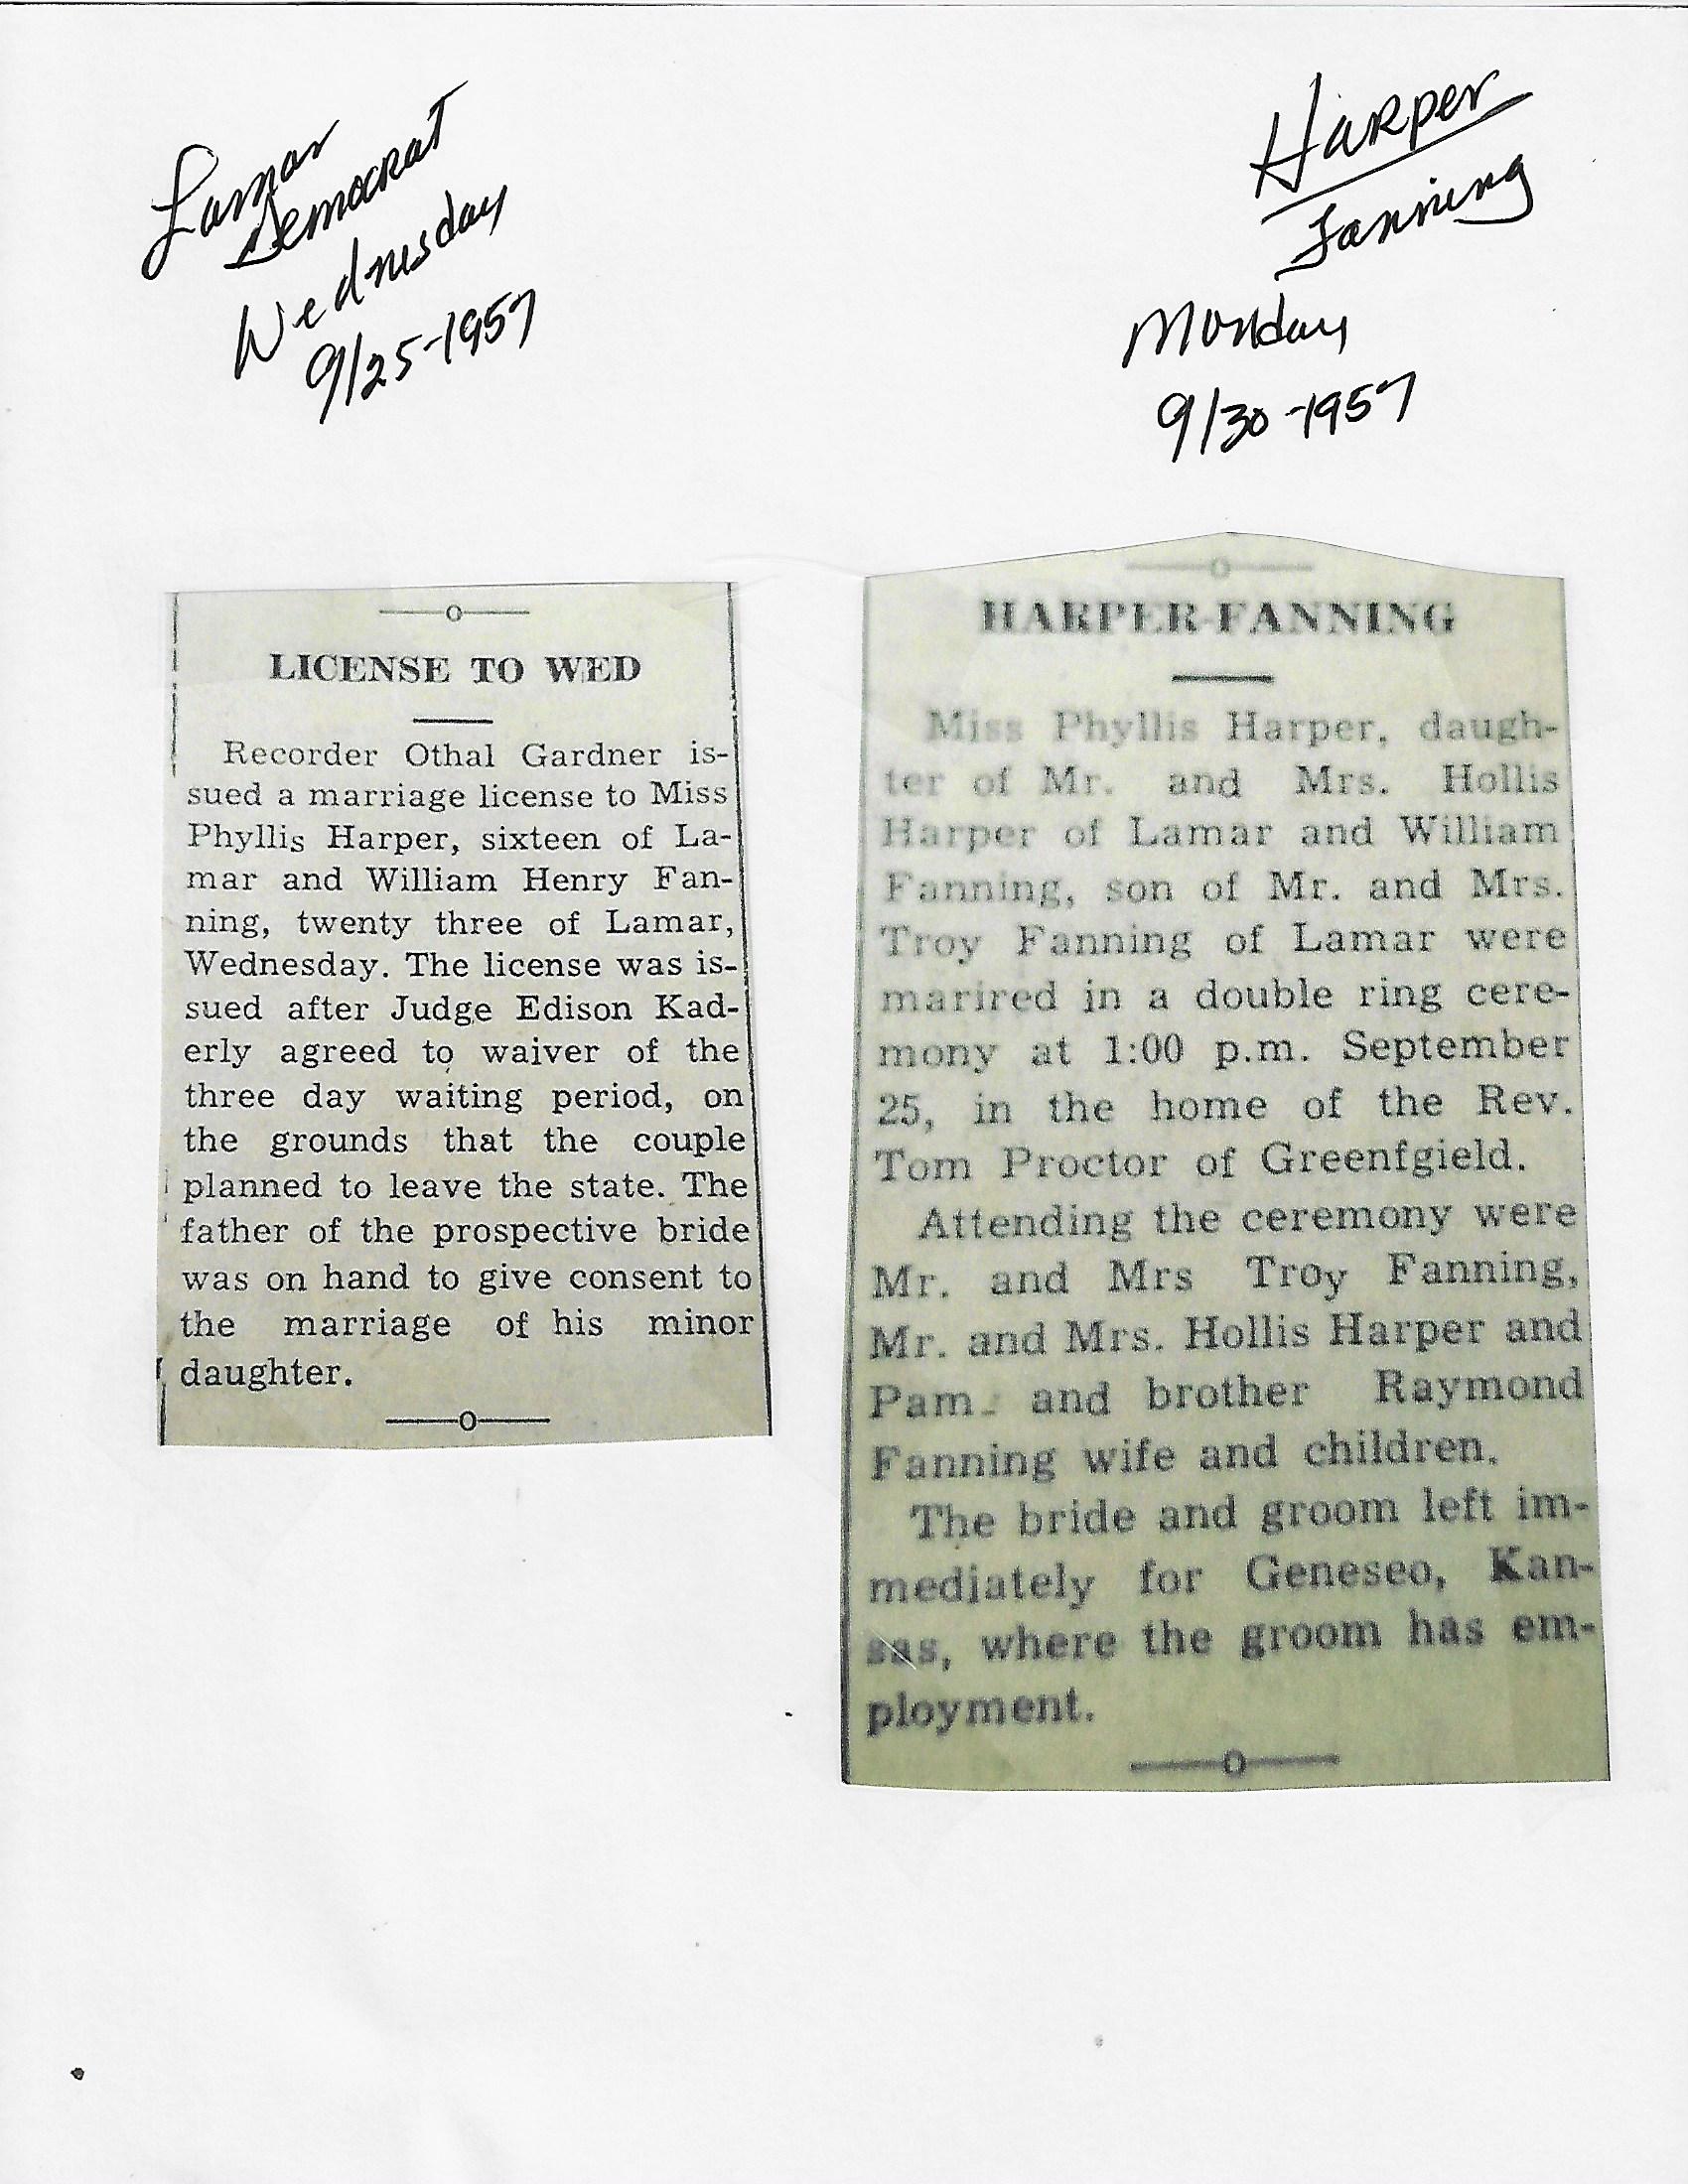 Lamar
Democrat
Wednesday
9/25-1957
Harper
Fanning
Monday
9/30-1957
LICENSE TO WED
Recorder Othal Gardner is-
sued a marriage license to Miss
Phyllis Harper, sixteen of La-
mar and William Henry Fan-
ning, twenty three of Lamar,
Wednesday. The license was is-
sued after Judge Edison Kad-
erly agreed to waiver of the
three day waiting period, on
the grounds that the couple
planned to leave the state. The
father of the prospective bride
was on hand to give consent to
the marriage of his minor
daughter.
HARPER-FANNING
Miss Phyllis Harper, daugh-
ter of Mr. and Mrs. Hollis
Harper of Lamar and William
Fanning, son of Mr. and Mrs.
Troy Fanning of Lamar were
marired in a double ring cere-
mony at 1:00 p.m. September
25, in the home of the Rev.
Tom Proctor of Greenfgield.
Attending the ceremony were
Mr. and Mrs Troy Fanning,
Mr. and Mrs. Hollis Harper and
Pam. and brother Raymond
Fanning wife and children.
The bride and groom left im-
mediately for Geneseo, Kan-
sas, where the groom has em-
ployment.